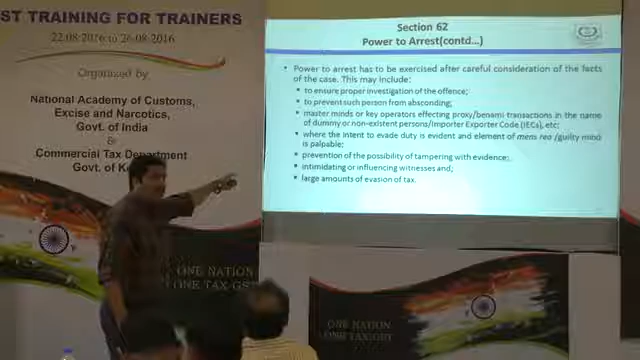 ST TRAINING FOR TRAINERS
22.08.2016 to 26-08-2016
Organized by
National Academy of Customs,
Excise and Narcotics,
Govt. of India
&
Commercial Tax Department
Govt. of
Section 62
Power to Arrest(contd...)
• Power to arrest has to be exercised after careful consideration of the facts
of the case. This may include:
• to ensure proper investigation of the offence;
• to prevent such person from absconding;
• master minds or key operators effecting proxy/benami transactions in the name
of dummy or non-existent persons/Importer Exporter Code (IECs), etc;
• where the intent to evade duty is evident and element of mens rea/guilty mind
is palpable;
• prevention of the possibility of tampering with evidence;
• intimidating or influencing witnesses and;
• large amounts of evasion of tax.
ONE NATION
ONE TAX-GST
ONE NATION
ONE TAX-GST